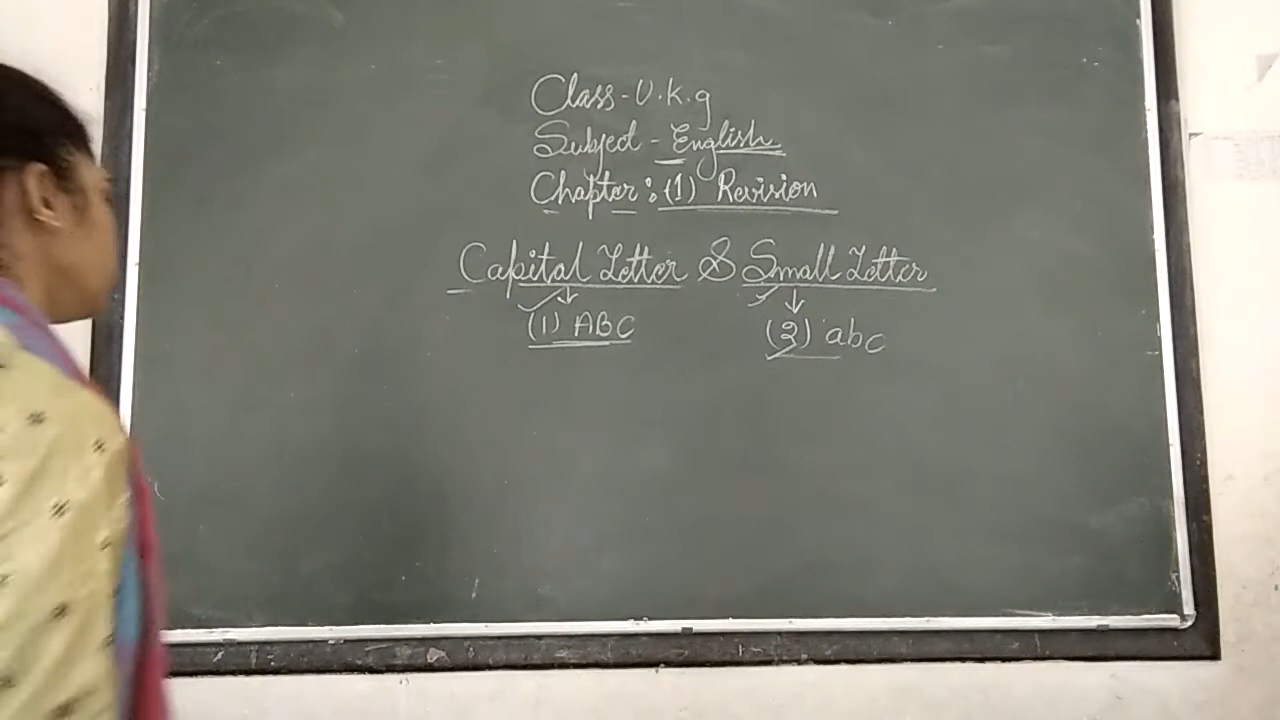 Class - U.K.g
Subject - English
Chapter : (1) Revision
Capital Letter & Small Letter
(1) ABC (2) abc